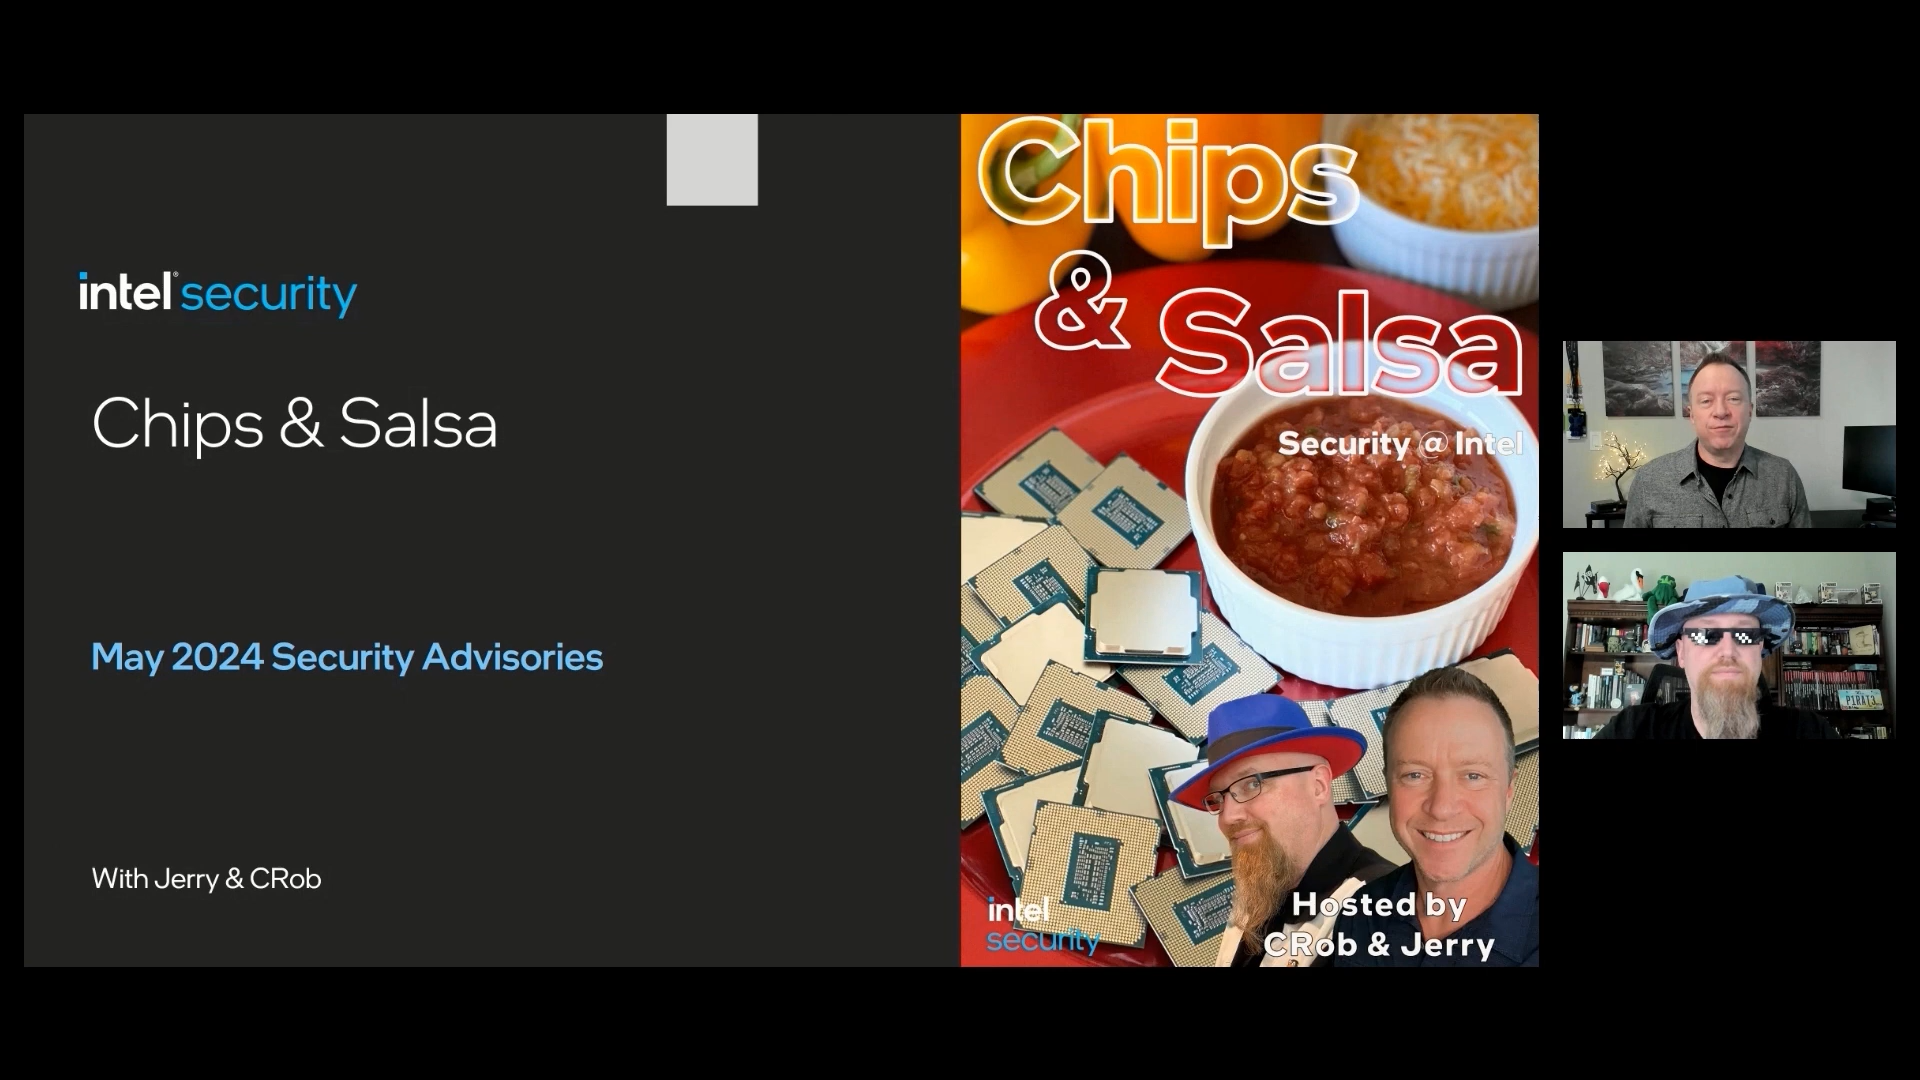 intel® security
Chips & Salsa
May 2024 Security Advisories
With Jerry & CRob
Chips
& Salsa
Security @ Intel
intel
security
Hosted by
CRob & Jerry
PIRAT3